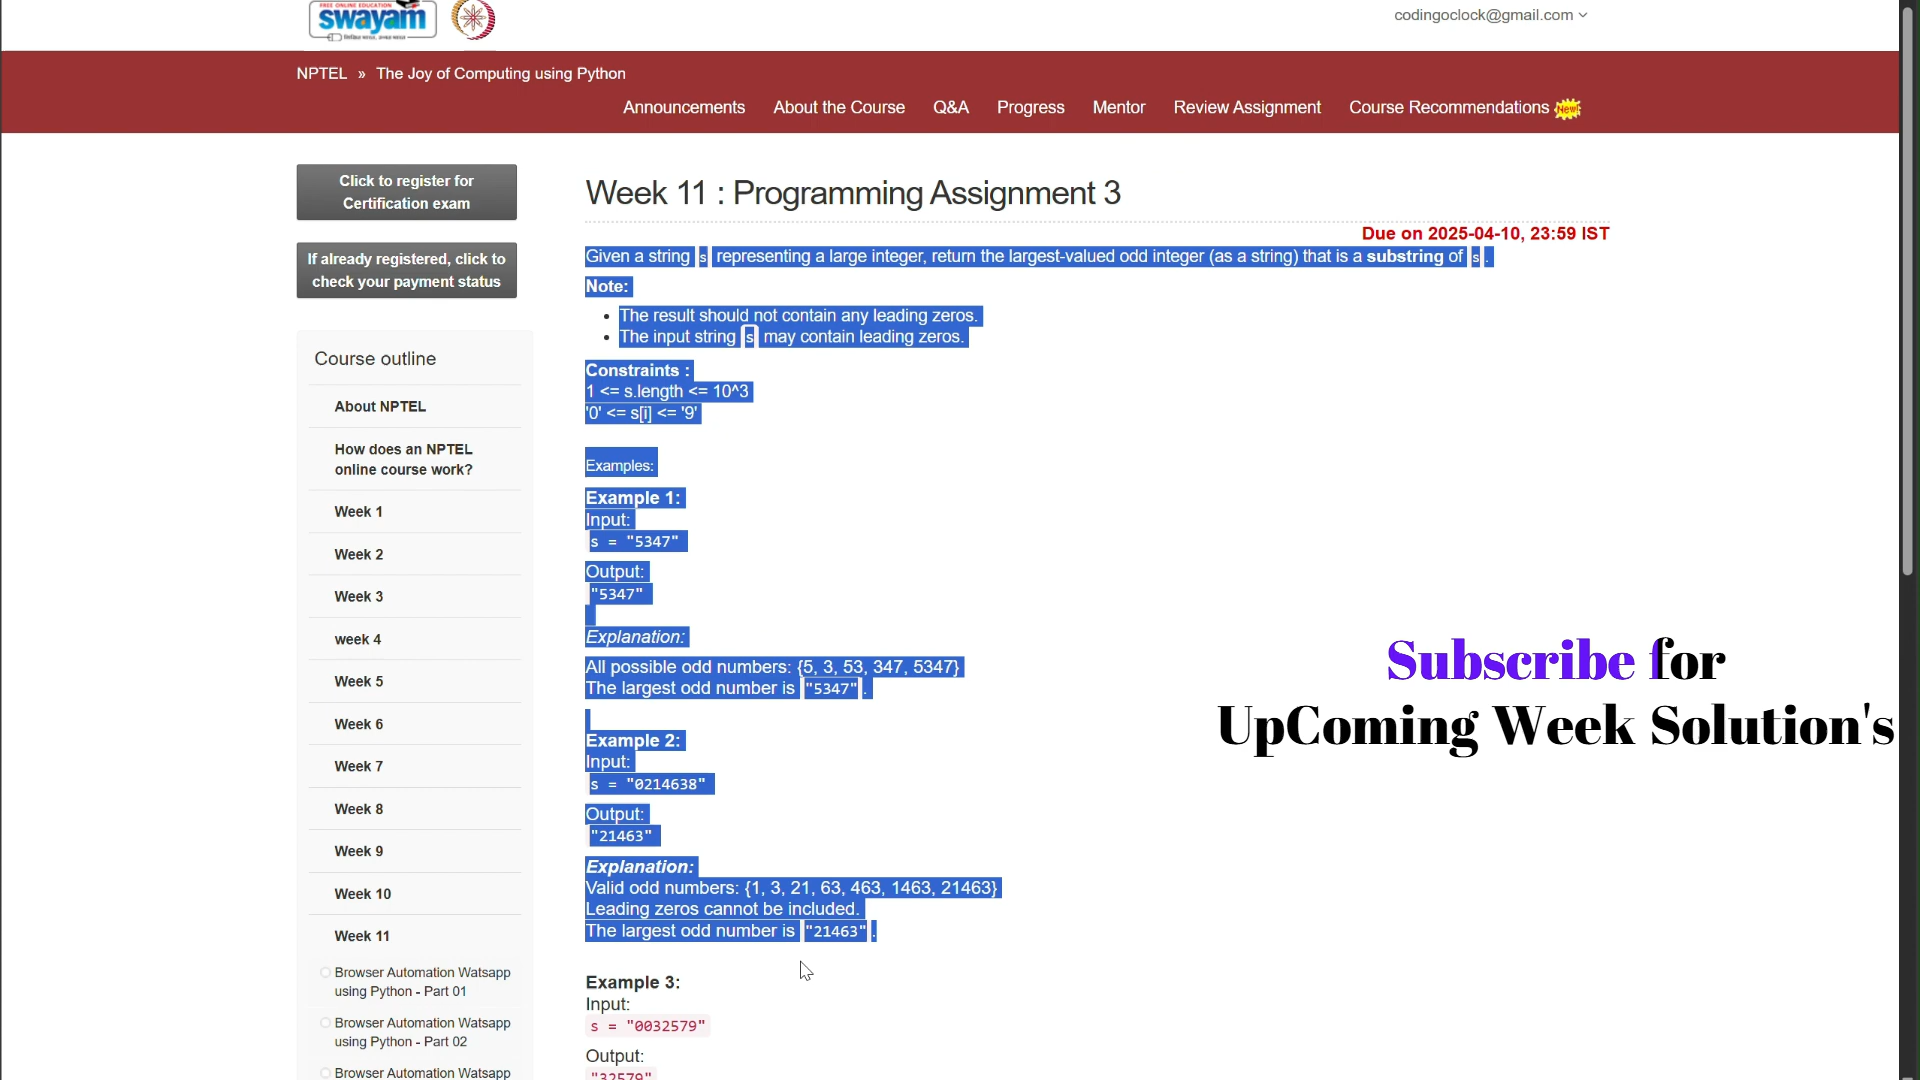 FREE ONLINE EDUCATION
swayam
codingoclock@gmail.com
NPTEL » The Joy of Computing using Python
Announcements About the Course Q&A Progress Mentor Review Assignment Course Recommendations New!
Click to register for
Certification exam
If already registered, click to
check your payment status
Course outline
About NPTEL
How does an NPTEL
online course work?
Week 1
Week 2
Week 3
week 4
Week 5
Week 6
Week 7
Week 8
Week 9
Week 10
Week 11
Browser Automation Watsapp
using Python - Part 01
Browser Automation Watsapp
using Python - Part 02
Browser Automation Watsapp
Week 11 : Programming Assignment 3
Due on 2025-04-10, 23:59 IST
Given a string s representing a large integer, return the largest-valued odd integer (as a string) that is a substring of s .
Note:
• The result should not contain any leading zeros.
• The input string s may contain leading zeros.
Constraints :
1 <= s.length <= 10^3
'0' <= s[i] <= '9'
Examples:
Example 1:
Input:
s = "5347"
Output:
"5347"
Explanation:
All possible odd numbers: {5, 3, 53, 347, 5347}
The largest odd number is "5347" .
Example 2:
Input:
s = "0214638"
Output:
"21463"
Explanation:
Valid odd numbers: {1, 3, 21, 63, 463, 1463, 21463}
Leading zeros cannot be included.
The largest odd number is "21463" .
Example 3:
Input:
s = "0032579"
Output:
"32579"
Subscribe for
UpComing Week Solution's